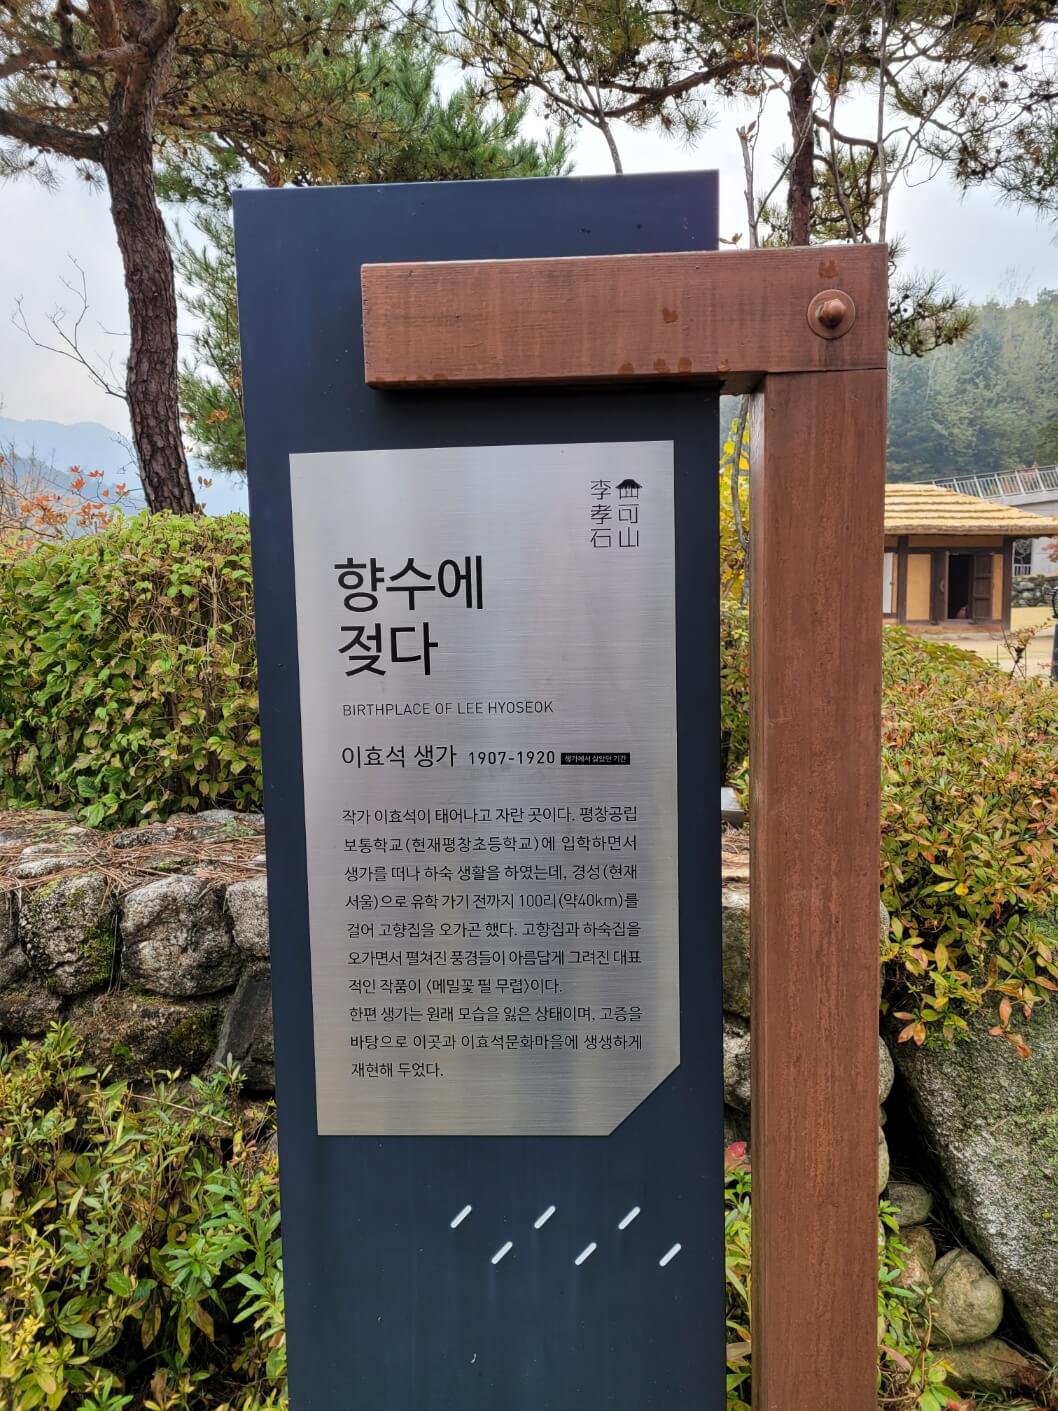 李孝石
可山
향수에
젖다
BIRTHPLACE OF LEE HYOSEOK
이효석 생가 1907-1920 생가에서 살았던 기간
작가 이효석이 태어나고 자란 곳이다. 평창공립
보통학교(현재평창초등학교)에 입학하면서
생가를 떠나 하숙 생활을 하였는데, 경성(현재
서울)으로 유학 가기 전까지 100리(약40km)를
걸어 고향집을 오가곤 했다. 고향집과 하숙집을
오가면서 펼쳐진 풍경들이 아름답게 그려진 대표
적인 작품이 〈메밀꽃 필 무렵〉이다.
한편 생가는 원래 모습을 잃은 상태이며, 고증을
바탕으로 이곳과 이효석문화마을에 생생하게
재현해 두었다.